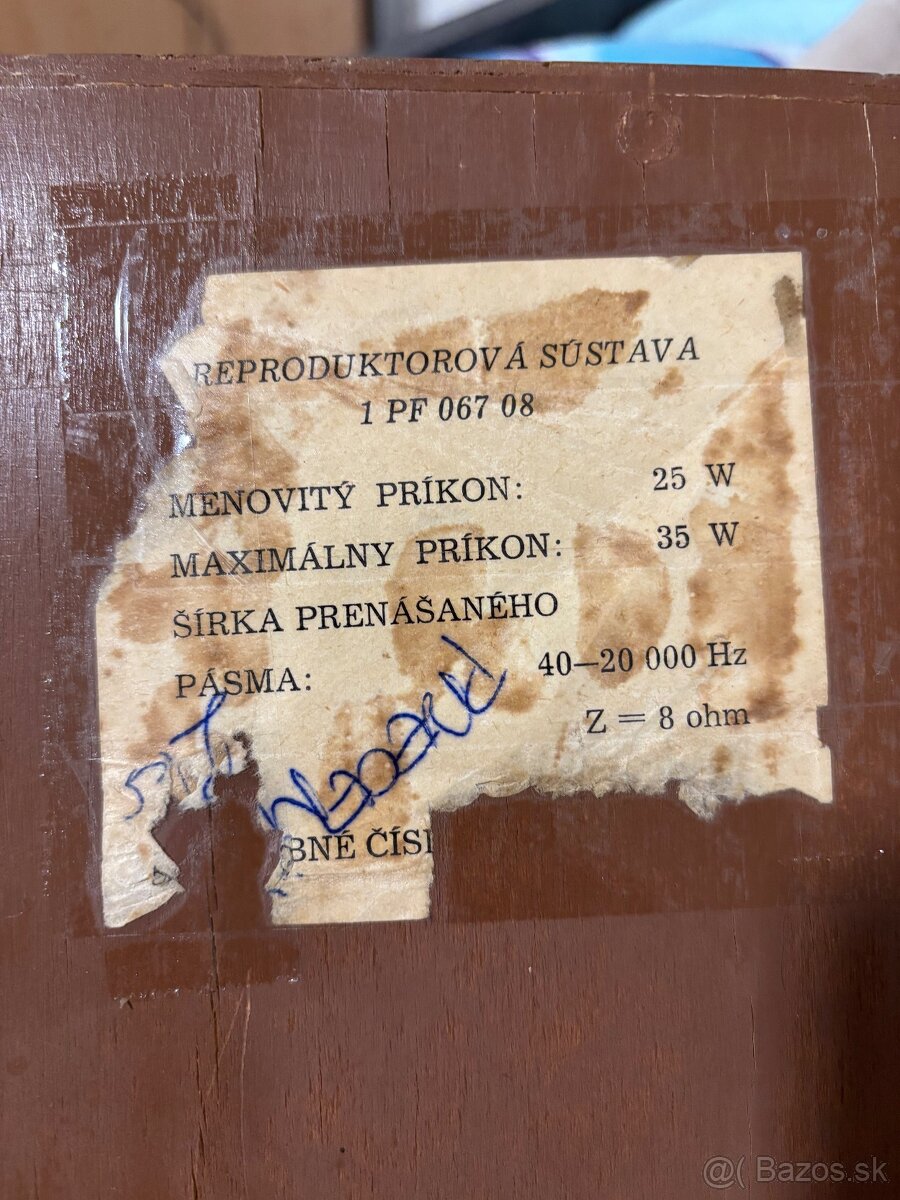 REPRODUKTOROVÁ SÚSTAVA
1 PF 067 08
MENOVITÝ PRÍKON: 25 W
MAXIMÁLNY PRÍKON: 35 W
ŠÍRKA PRENÁŠANÉHO
PÁSMA: 40—20 000 Hz
Z = 8 ohm
BNÉ ČÍS
@( Bazos.sk